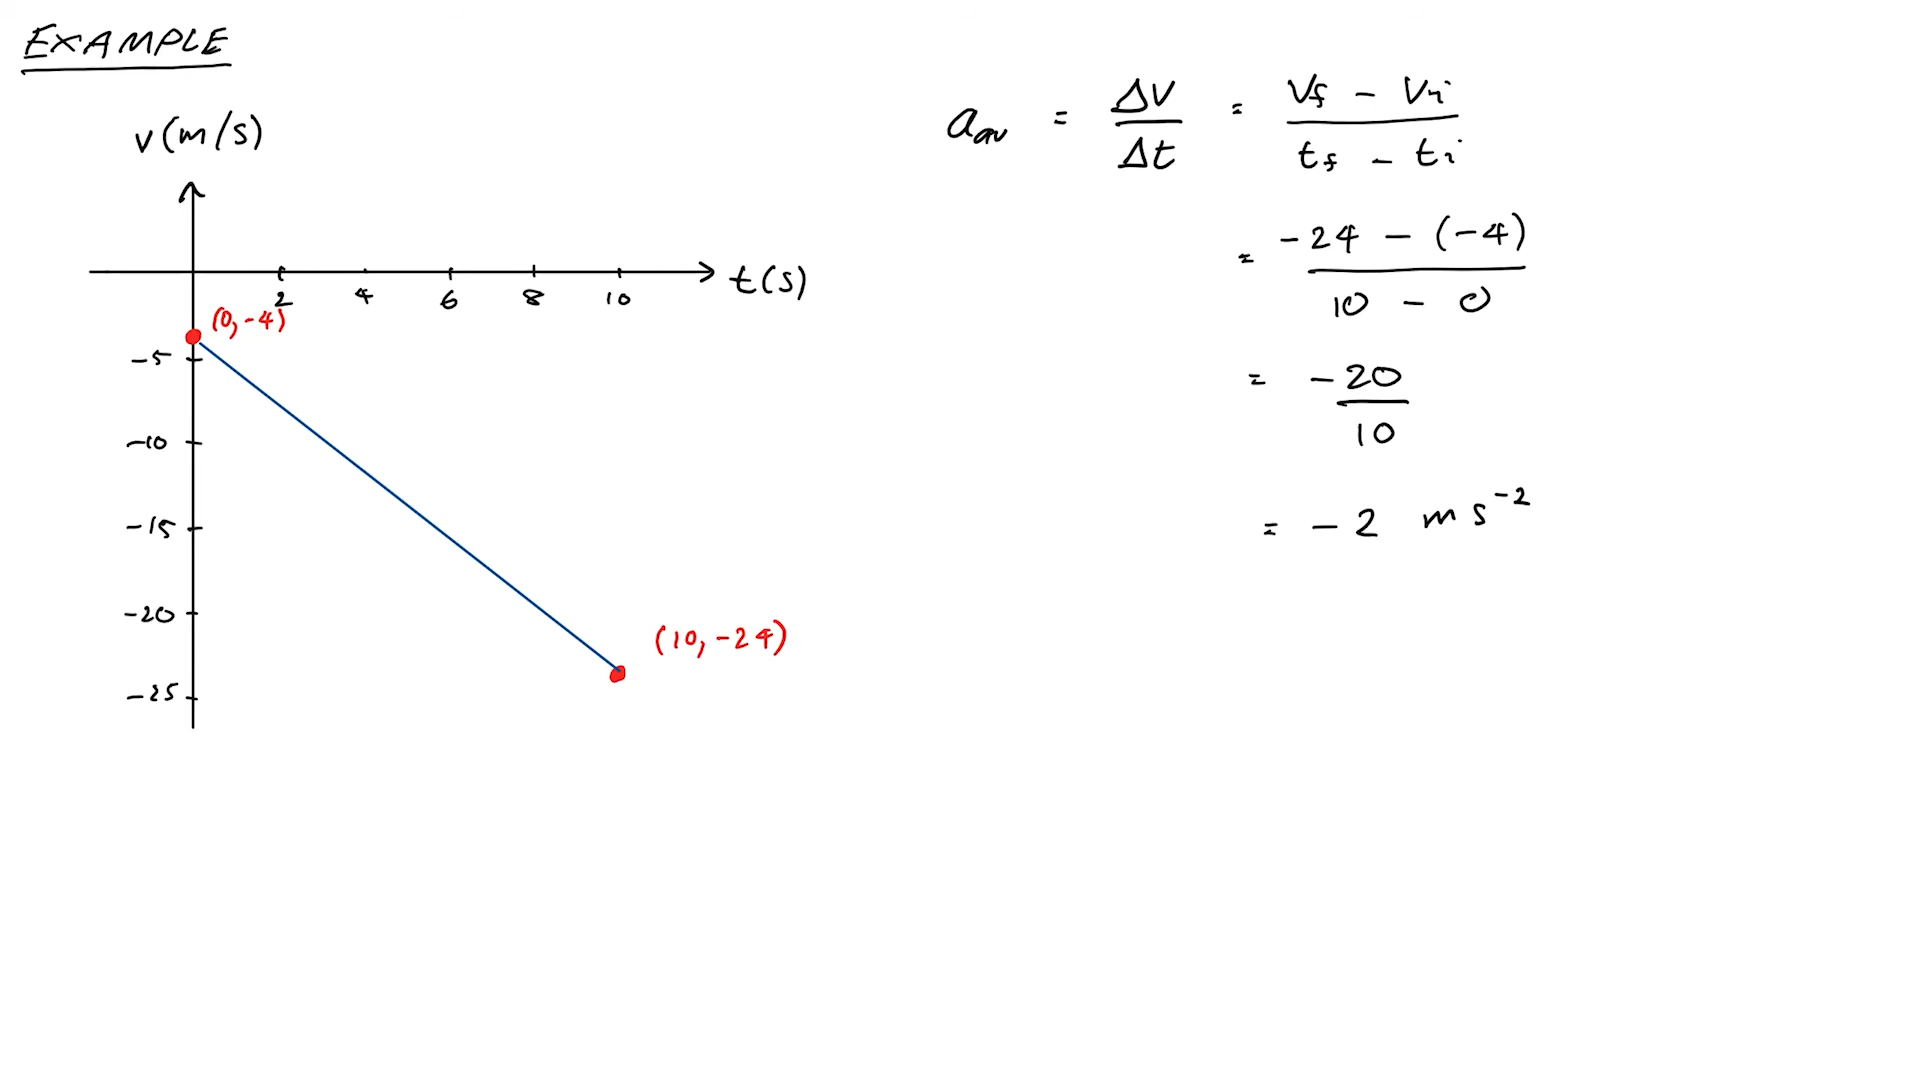 EXAMPLE
v(m/s)
t(s)
2 4 6 8 10
(0,-4)
-5
-10
-15
-20
-25
(10,-24)
a_av = Δv/Δt = (v_f - v_i)/(t_f - t_i)
= (-24 - (-4))/(10 - 0)
= -20/10
= -2 m s^-2